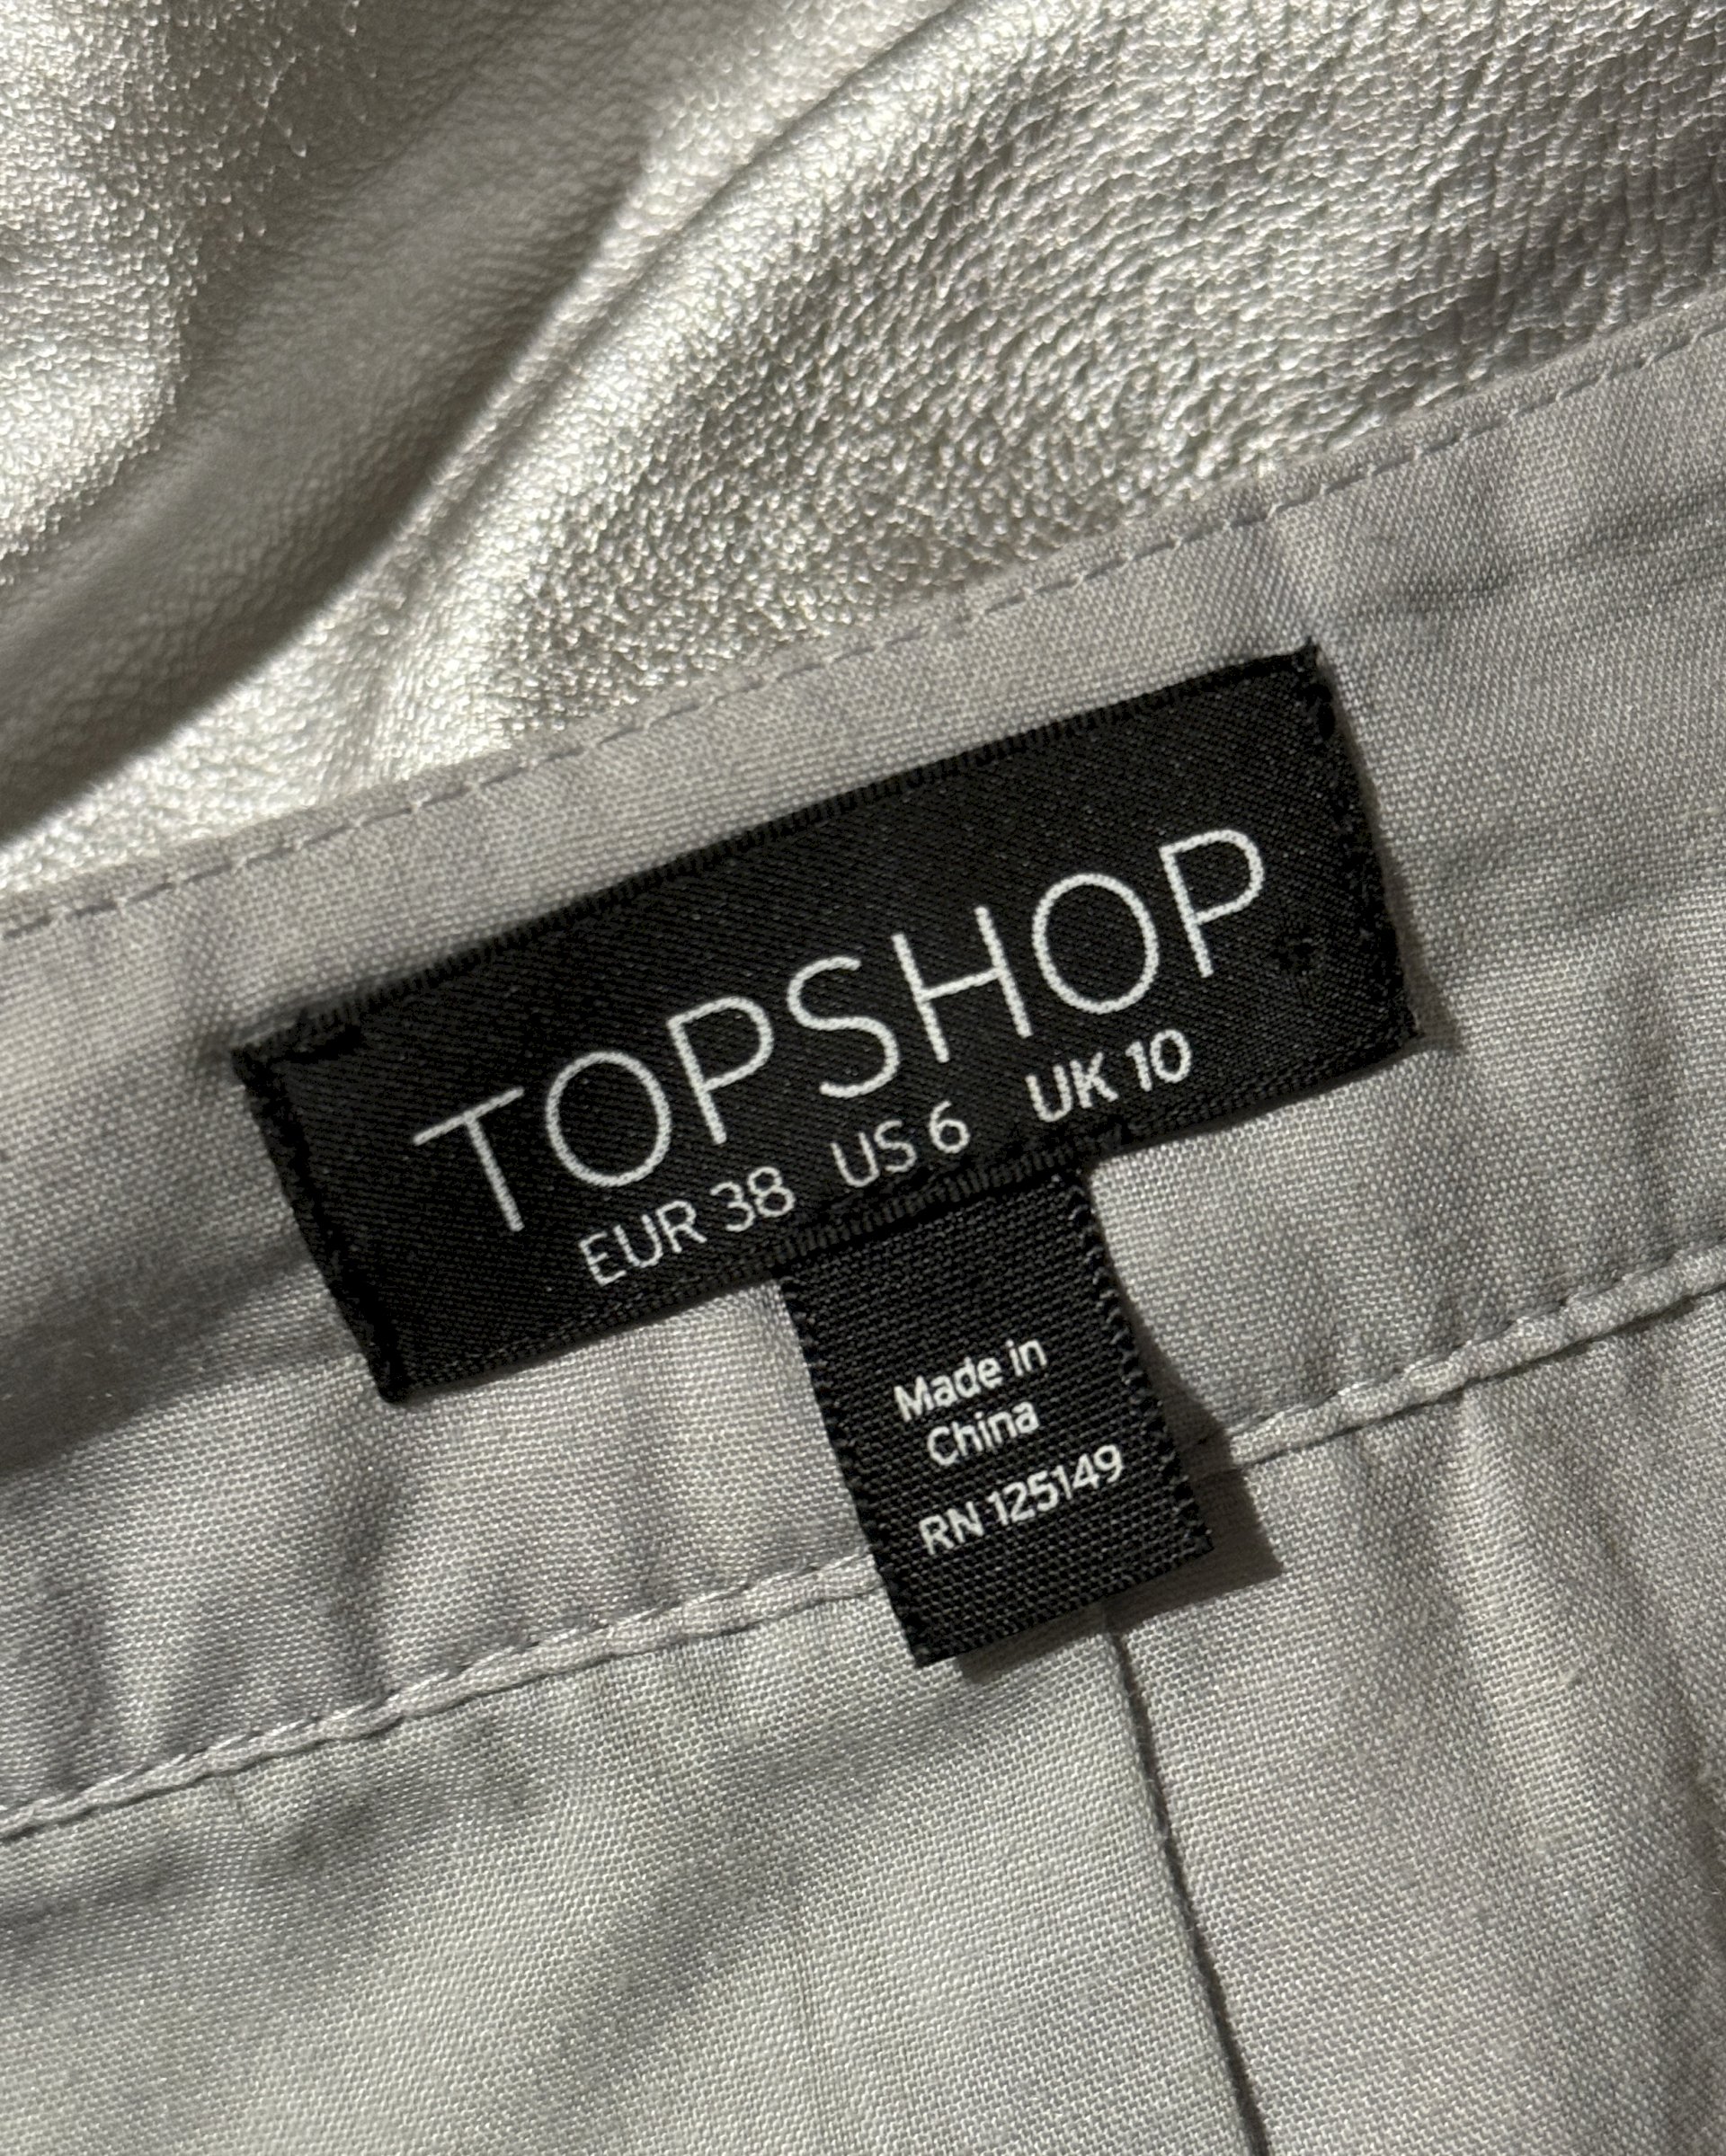 TOPSHOP
EUR 38 US 6 UK 10
Made in
China
RN 125149